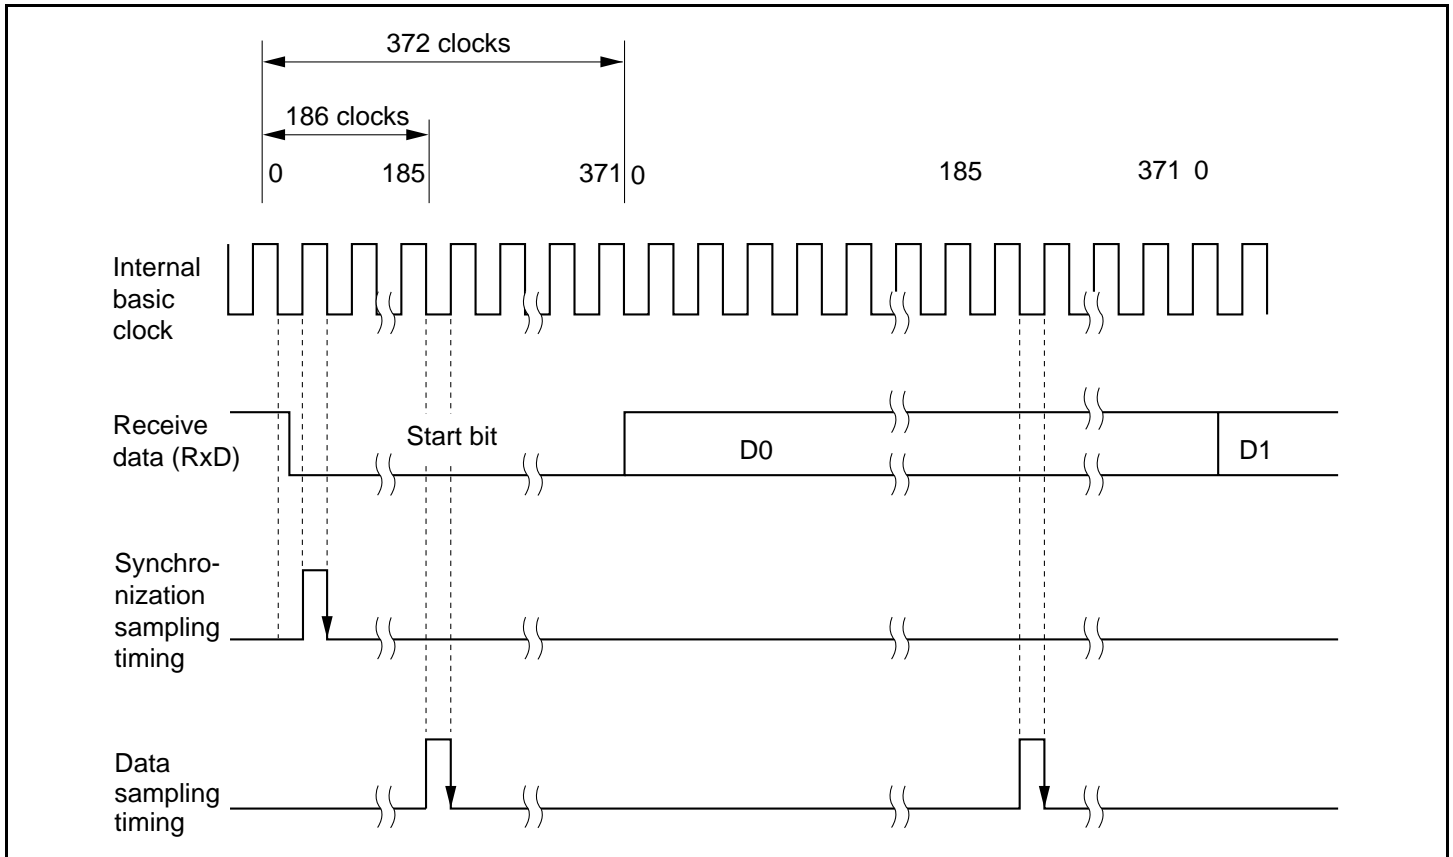 372 clocks
186 clocks
0 185 371 0 185 371 0
Internal
basic
clock
Receive
data (RxD)
Start bit
D0
D1
Synchro-
nization
sampling
timing
Data
sampling
timing